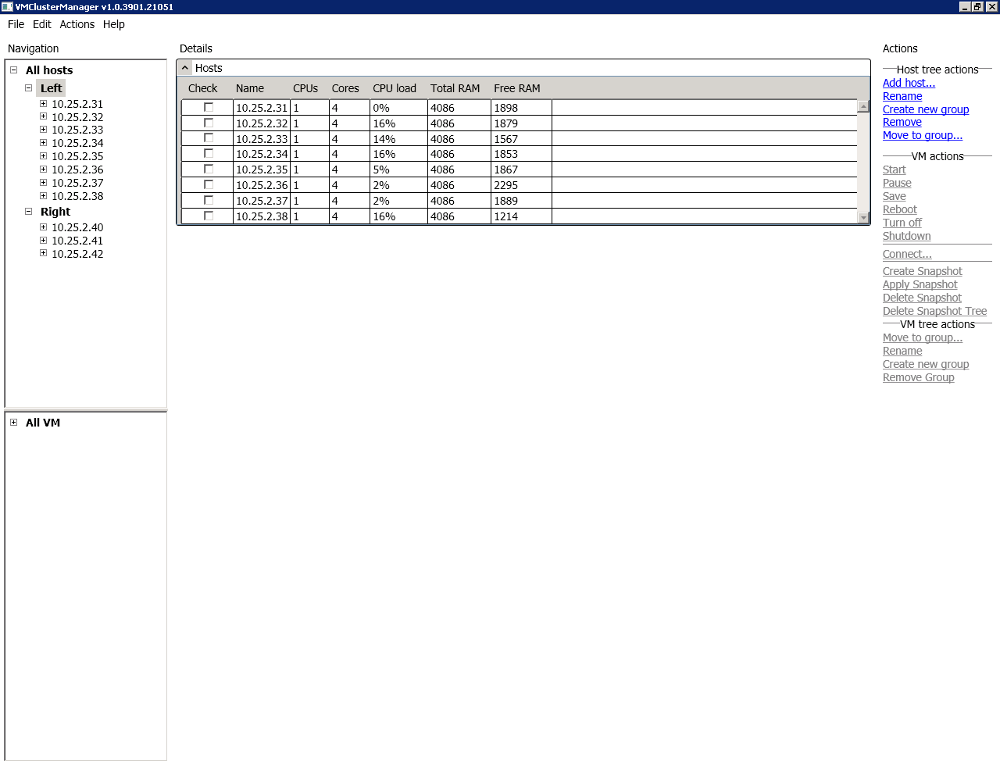 VMClusterManager v1.0.3901.21051
File Edit Actions Help
Navigation
All hosts
Left
10.25.2.31
10.25.2.32
10.25.2.33
10.25.2.34
10.25.2.35
10.25.2.36
10.25.2.37
10.25.2.38
Right
10.25.2.40
10.25.2.41
10.25.2.42
All VM
Details
Hosts
Check Name CPUs Cores CPU load Total RAM Free RAM
10.25.2.31 1 4 0% 4086 1898
10.25.2.32 1 4 16% 4086 1879
10.25.2.33 1 4 14% 4086 1567
10.25.2.34 1 4 16% 4086 1853
10.25.2.35 1 4 5% 4086 1867
10.25.2.36 1 4 2% 4086 2295
10.25.2.37 1 4 2% 4086 1889
10.25.2.38 1 4 16% 4086 1214
Actions
Host tree actions
Add host...
Rename
Create new group
Remove
Move to group...
VM actions
Start
Pause
Save
Reboot
Turn off
Shutdown
Connect...
Create Snapshot
Apply Snapshot
Delete Snapshot
Delete Snapshot Tree
VM tree actions
Move to group...
Rename
Create new group
Remove Group